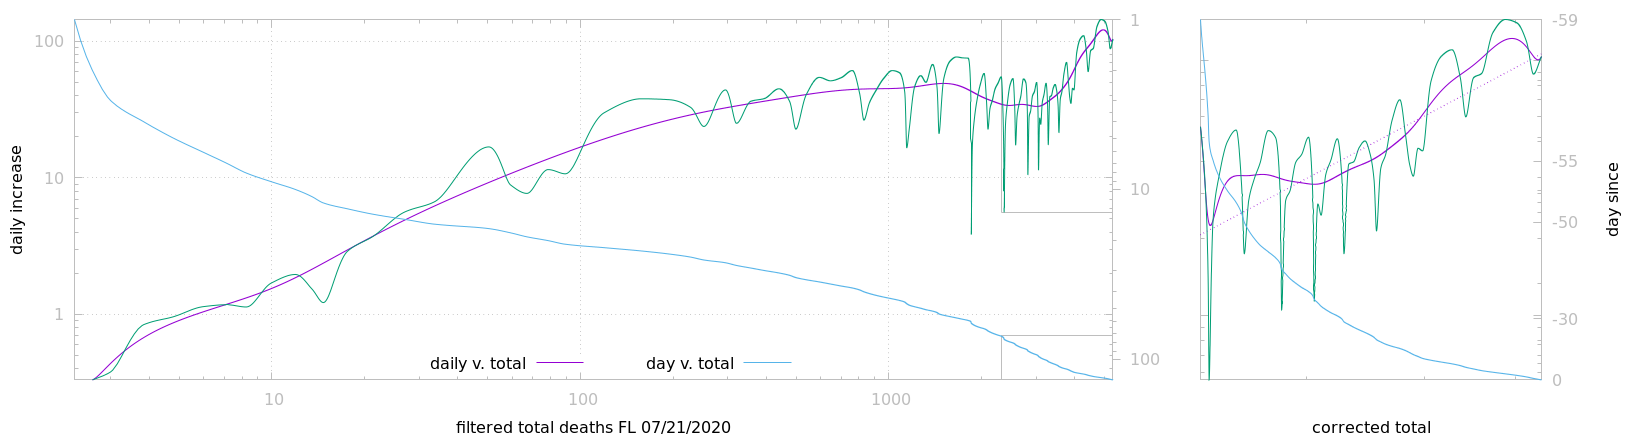 100
10
1
daily increase
daily v. total
day v. total
10
100
1000
filtered total deaths FL 07/21/2020
1
10
100
-59
-55
-50
-30
0
day since
corrected total